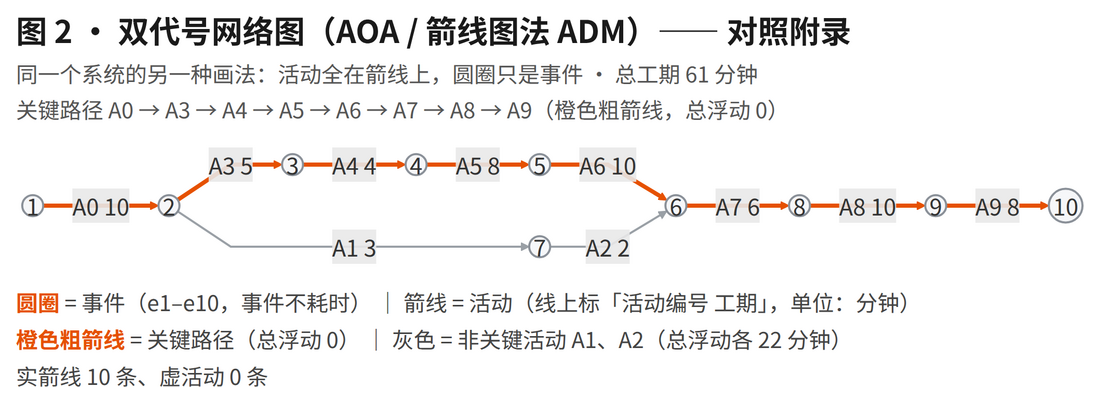 图 2 · 双代号网络图（AOA / 箭线图法 ADM）—— 对照附录
同一个系统的另一种画法：活动全在箭线上，圆圈只是事件 · 总工期 61 分钟
关键路径 A0 → A3 → A4 → A5 → A6 → A7 → A8 → A9（橙色粗箭线，总浮动 0）
A3 5 3 A4 4 4 A5 8 5 A6 10
1 A0 10 2 6 A7 6 8 A8 10 9 A9 8 10
A1 3 7 A2 2
圆圈 = 事件（e1–e10，事件不耗时） ｜ 箭线 = 活动（线上标「活动编号 工期」，单位：分钟）
橙色粗箭线 = 关键路径（总浮动 0） ｜ 灰色 = 非关键活动 A1、A2（总浮动各 22 分钟）
实箭线 10 条、虚活动 0 条